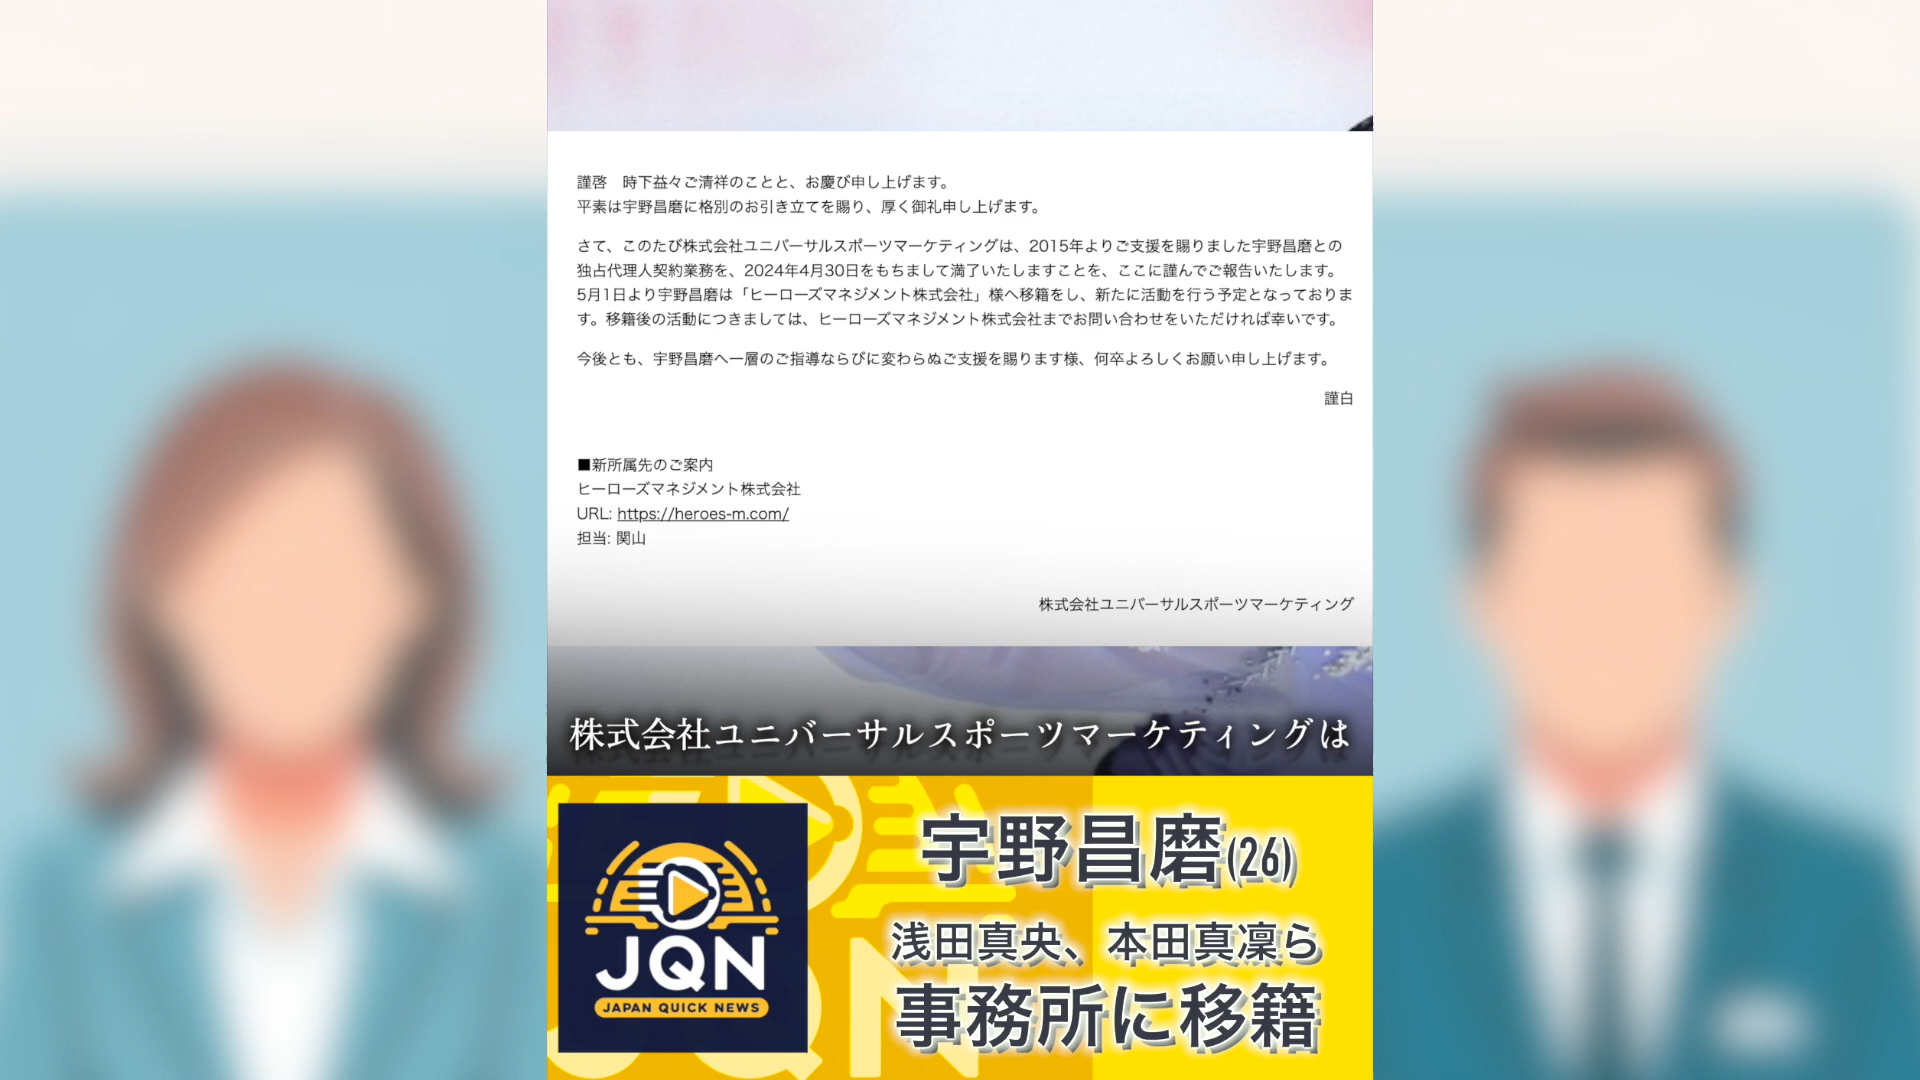 謹啓　時下益々ご清祥のことと、お慶び申し上げます。
平素は宇野昌磨に格別のお引き立てを賜り、厚く御礼申し上げます。
さて、このたび株式会社ユニバーサルスポーツマーケティングは、2015年よりご支援を賜りました宇野昌磨との
独占代理人契約業務を、2024年4月30日をもちまして満了いたしますことを、ここに謹んでご報告いたします。
5月1日より宇野昌磨は「ヒーローズマネジメント株式会社」様へ移籍をし、新たに活動を行う予定となっておりま
す。移籍後の活動につきましては、ヒーローズマネジメント株式会社までお問い合わせをいただければ幸いです。
今後とも、宇野昌磨へ一層のご指導ならびに変わらぬご支援を賜ります様、何卒よろしくお願い申し上げます。
謹白
■新所属先のご案内
ヒーローズマネジメント株式会社
URL: https://heroes-m.com/
担当: 関山
株式会社ユニバーサルスポーツマーケティング
株式会社ユニバーサルスポーツマーケティングは
宇野昌磨(26)
浅田真央、本田真凜ら
事務所に移籍
JQN
JAPAN QUICK NEWS